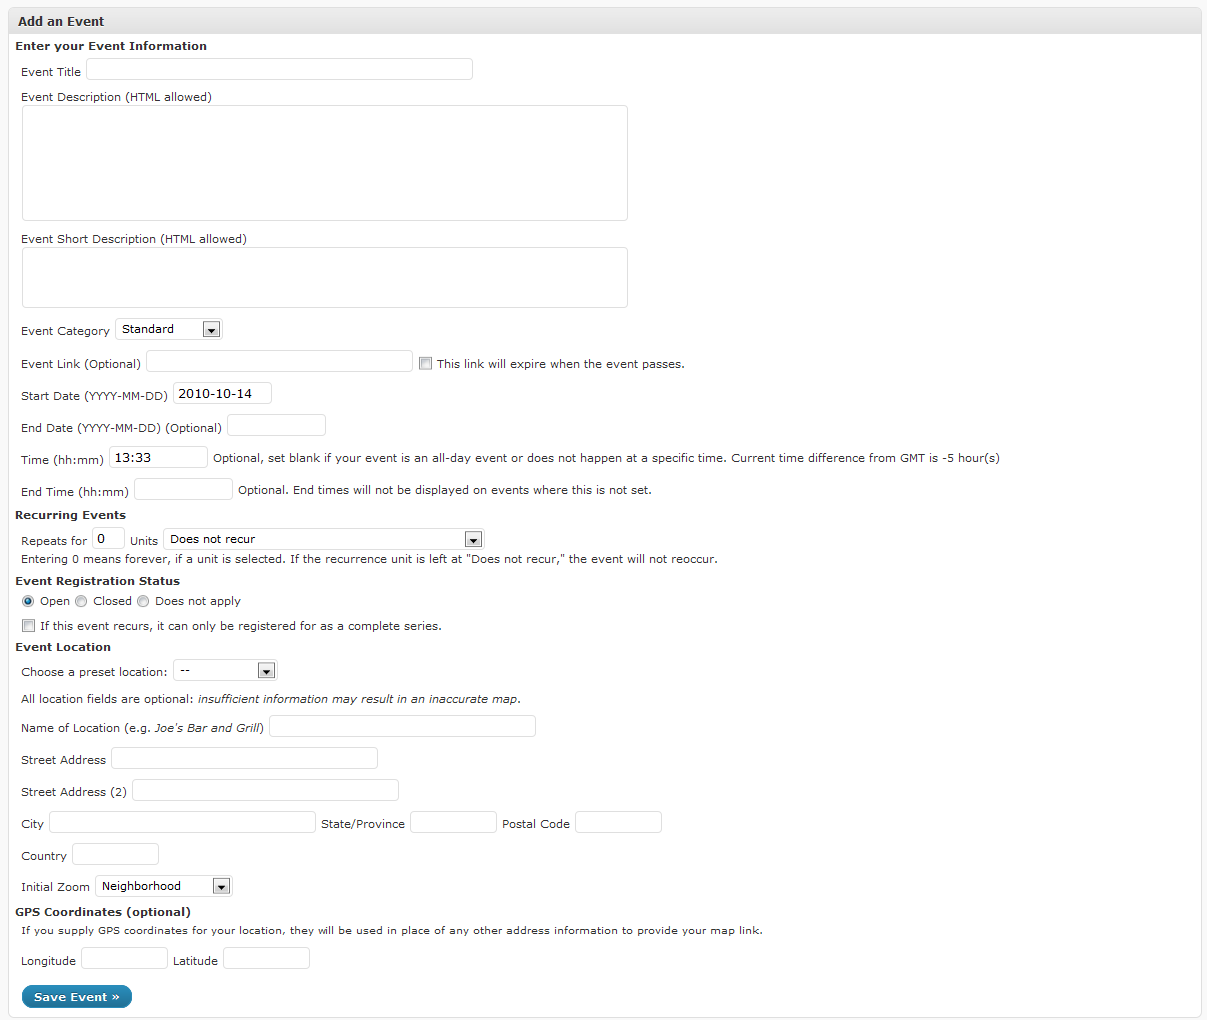 Add an Event
Enter your Event Information
Event Title
Event Description (HTML allowed)
Event Short Description (HTML allowed)
Event Category Standard
Event Link (Optional) This link will expire when the event passes.
Start Date (YYYY-MM-DD) 2010-10-14
End Date (YYYY-MM-DD) (Optional)
Time (hh:mm) 13:33 Optional, set blank if your event is an all-day event or does not happen at a specific time. Current time difference from GMT is -5 hour(s)
End Time (hh:mm) Optional. End times will not be displayed on events where this is not set.
Recurring Events
Repeats for 0 Units Does not recur
Entering 0 means forever, if a unit is selected. If the recurrence unit is left at "Does not recur," the event will not reoccur.
Event Registration Status
Open Closed Does not apply
If this event recurs, it can only be registered for as a complete series.
Event Location
Choose a preset location: --
All location fields are optional: insufficient information may result in an inaccurate map.
Name of Location (e.g. Joe's Bar and Grill)
Street Address
Street Address (2)
City State/Province Postal Code
Country
Initial Zoom Neighborhood
GPS Coordinates (optional)
If you supply GPS coordinates for your location, they will be used in place of any other address information to provide your map link.
Longitude Latitude
Save Event »